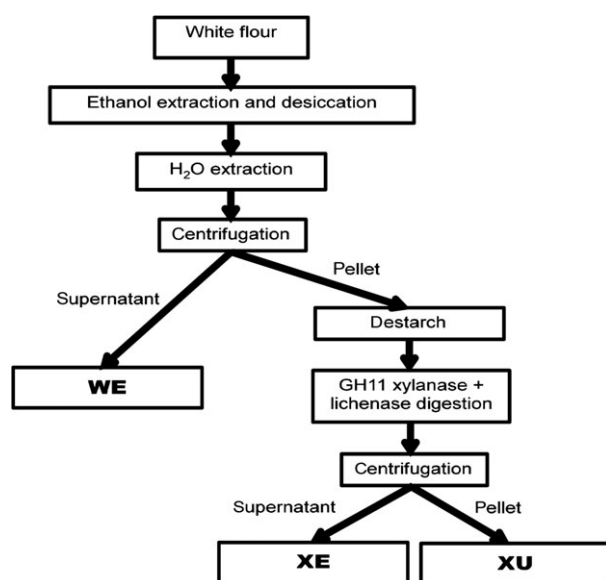 White flour
Ethanol extraction and desiccation
H₂O extraction
Centrifugation
Supernatant
Pellet
WE
Destarch
GH11 xylanase +
lichenase digestion
Centrifugation
Supernatant
Pellet
XE
XU